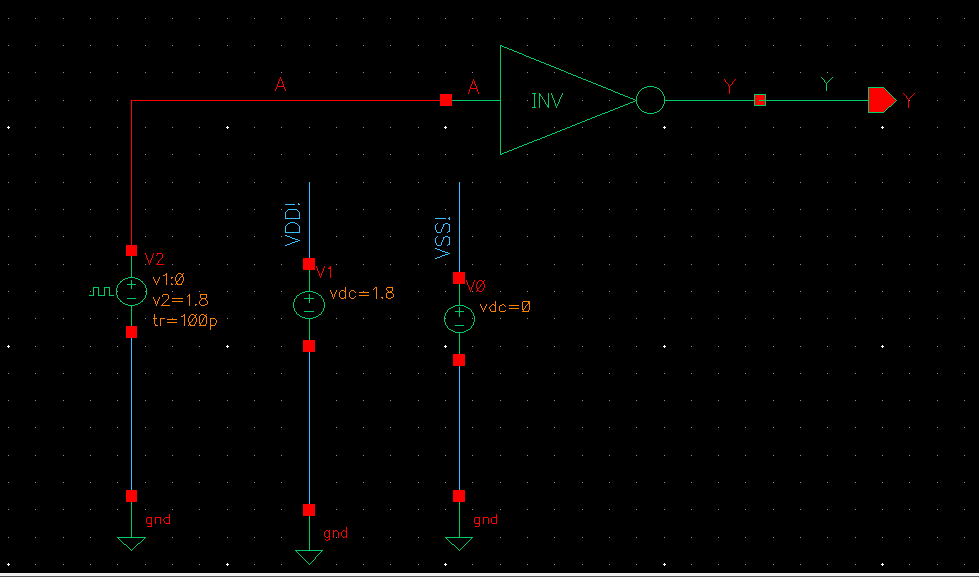 A
A
INV
Y
Y
Y
VDD!
VSS!
V2
v1:0
v2=1.8
tr=100p
V1
vdc=1.8
V0
vdc=0
gnd
gnd
gnd